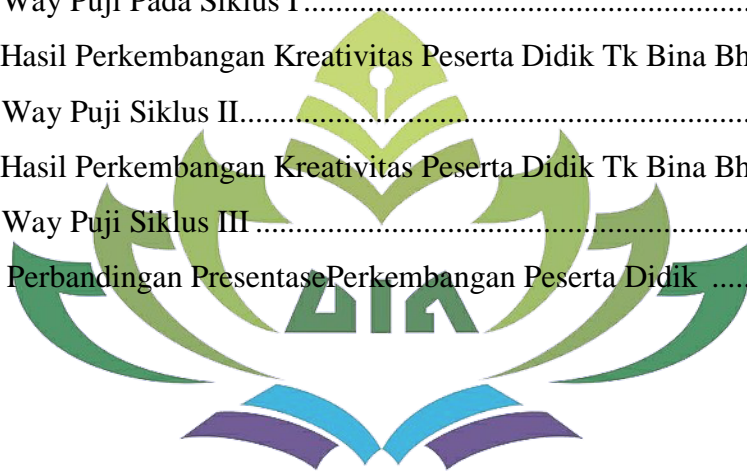 Way Puji Pada Siklus I..........................................................
Hasil Perkembangan Kreativitas Peserta Didik Tk Bina Bh
Way Puji Siklus II..................................................................
Hasil Perkembangan Kreativitas Peserta Didik Tk Bina Bh
Way Puji Siklus III ................................................................
Perbandingan PresentasePerkembangan Peserta Didik .....